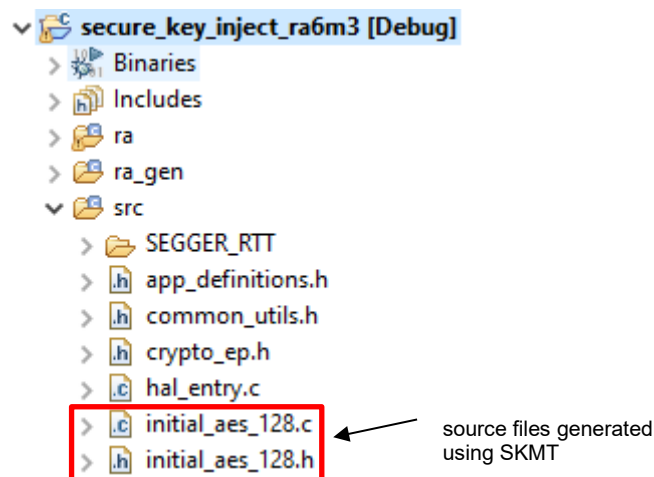 secure_key_inject_ra6m3 [Debug]
Binaries
Includes
ra
ra_gen
src
SEGGER_RTT
app_definitions.h
common_utils.h
crypto_ep.h
hal_entry.c
initial_aes_128.c
initial_aes_128.h
source files generated
using SKMT